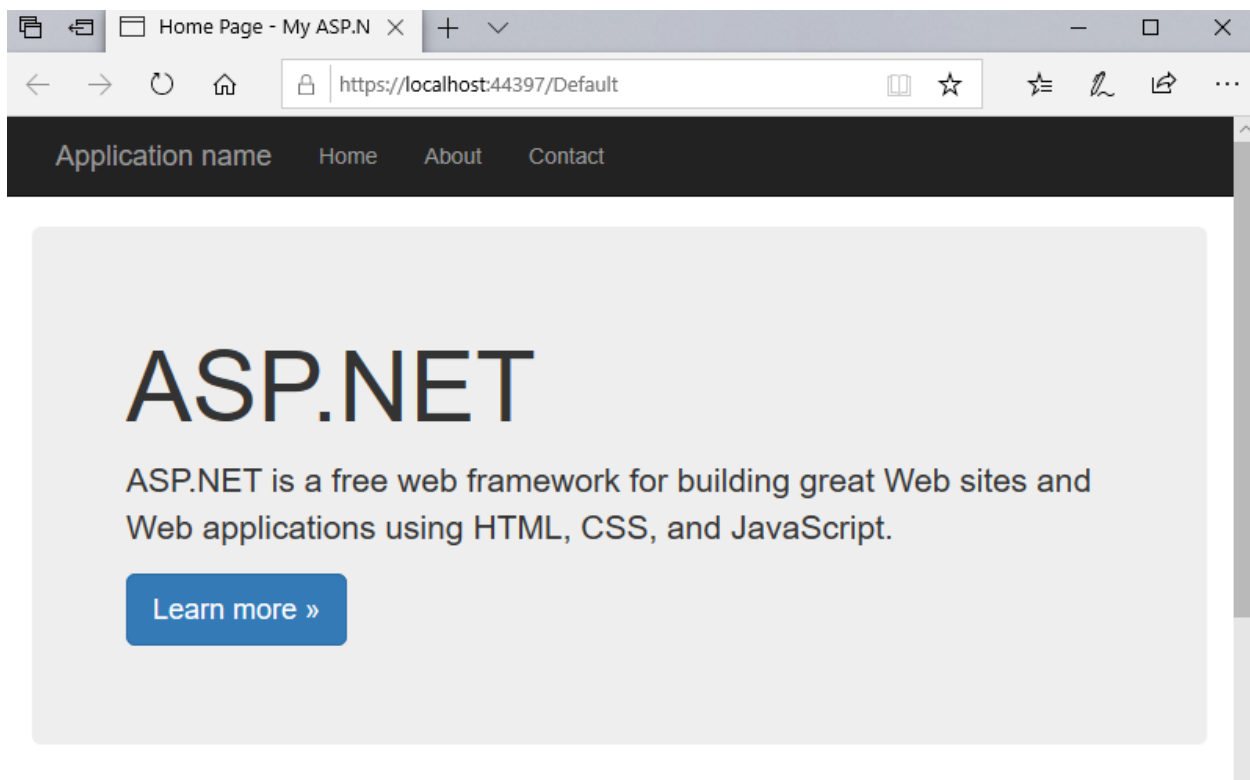 Home Page - My ASP.N
https://localhost:44397/Default
Application name Home About Contact
ASP.NET
ASP.NET is a free web framework for building great Web sites and
Web applications using HTML, CSS, and JavaScript.
Learn more »